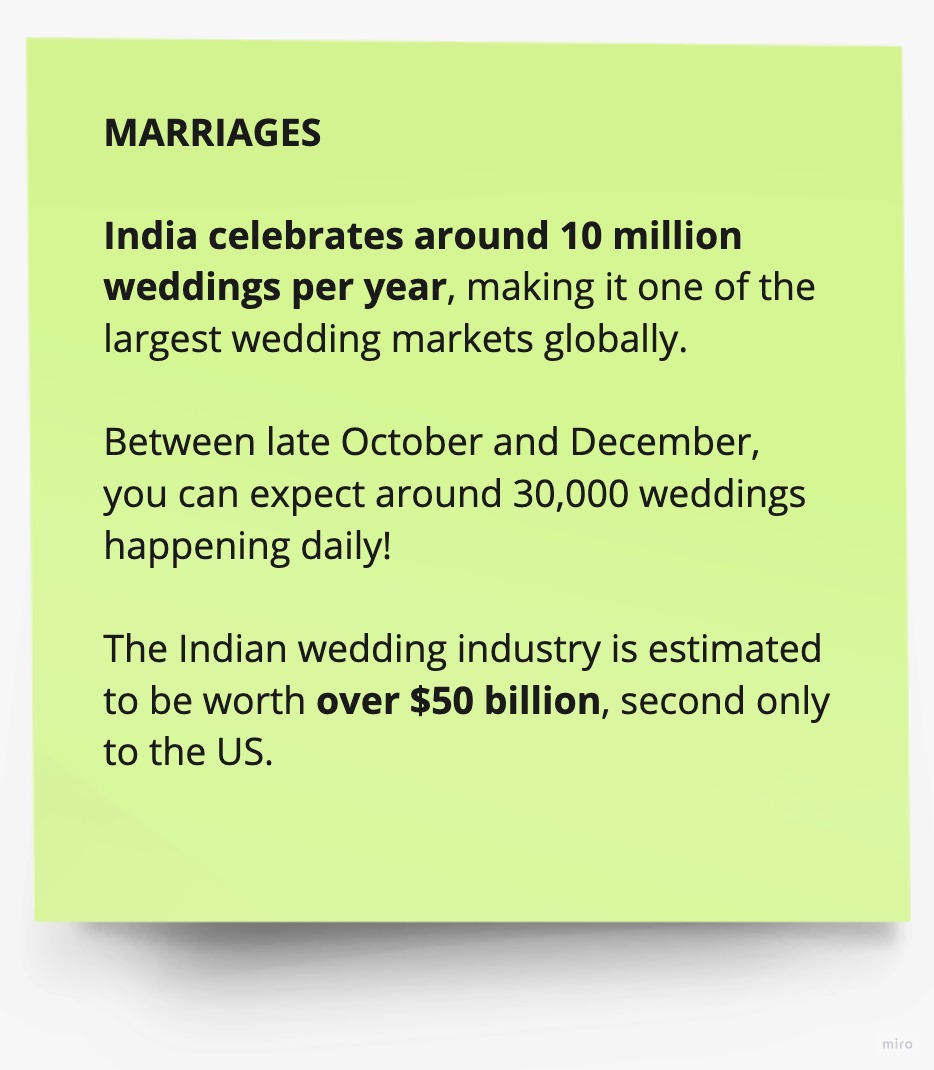 MARRIAGES
India celebrates around 10 million
weddings per year, making it one of the
largest wedding markets globally.
Between late October and December,
you can expect around 30,000 weddings
happening daily!
The Indian wedding industry is estimated
to be worth over $50 billion, second only
to the US.
miro